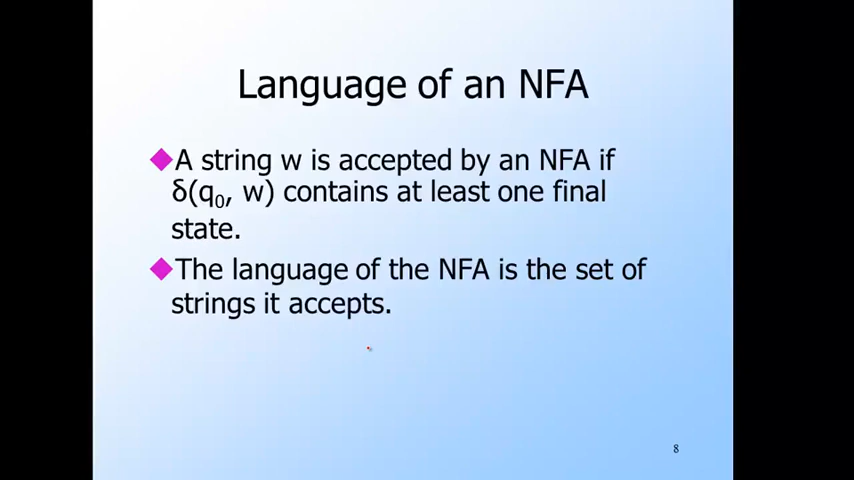 Language of an NFA
A string w is accepted by an NFA if
δ(q₀, w) contains at least one final
state.
The language of the NFA is the set of
strings it accepts.
8